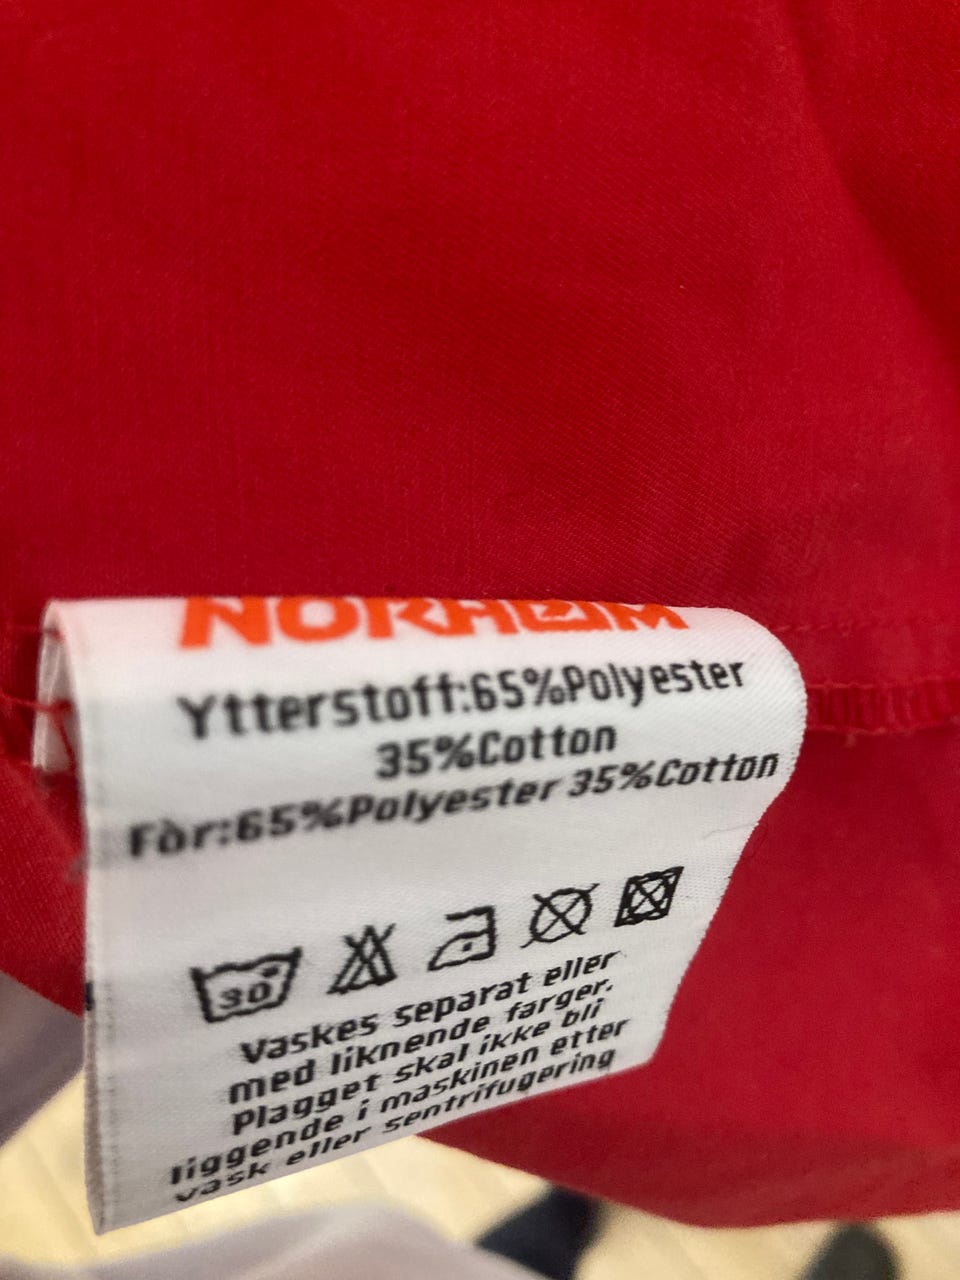 NORHEIM
Ytterstoff:65%Polyester
35%Cotton
Fòr:65%Polyester 35%Cotton
30°
Vaskes separat eller
med liknende farger.
Plagget skal ikke bli
liggende i maskinen etter
vask eller sentrifugering